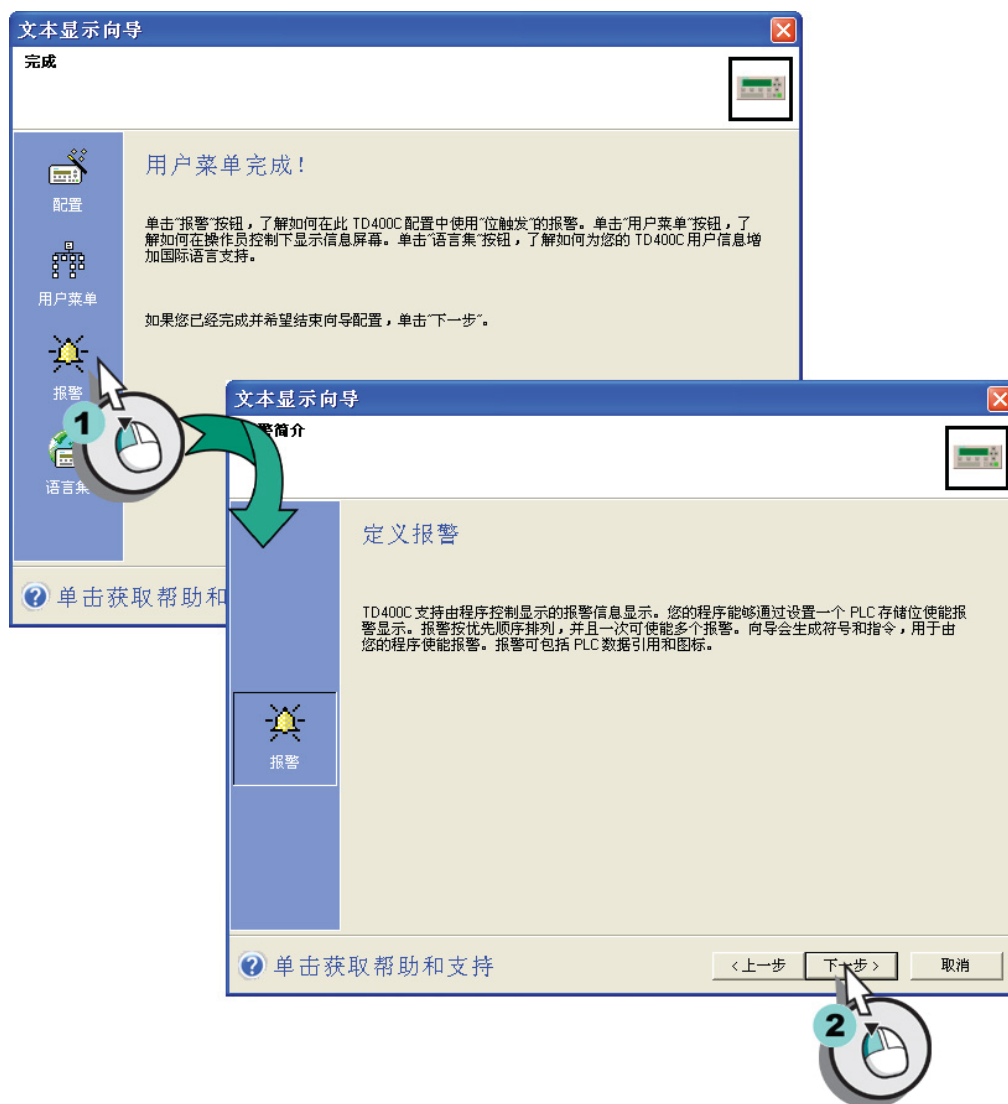 文本显示向导
完成
配置
用户菜单
报警
语言集
用户菜单完成!
单击“报警”按钮，了解如何在此 TD400C 配置中使用“位触发”的报警。单击“用户菜单”按钮，了
解如何在操作员控制下显示信息屏幕。单击“语言集”按钮，了解如何为您的 TD400C 用户信息增
加国际语言支持。
如果您已经完成并希望结束向导配置，单击“下一步”。
单击获取帮助和
1
文本显示向导
警简介
报警
定义报警
TD400C 支持由程序控制显示的报警信息显示。您的程序能够通过设置一个 PLC 存储位使能报
警显示。报警按优先顺序排列，并且一次可使能多个报警。向导会生成符号和指令，用于由
您的程序使能报警。报警可包括 PLC 数据引用和图标。
单击获取帮助和支持
<上一步
下一步>
取消
2